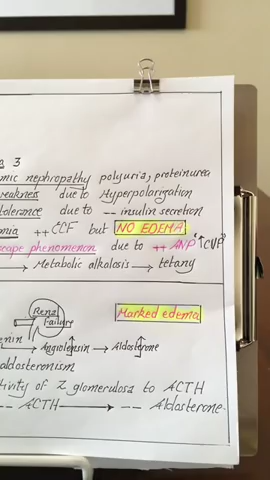 a 3
mic nephropathy polyuria, proteinurea
weakness due to Hyperpolarization
tolerance due to -- insulin secretion
emia ++ ECF but NO EDEMA
scape phenomenon due to ++ ANP "↑CVP"
→ Metabolic alkalosis → tetany
Renal Failure
Marked edema
enin → Angiotensin → Aldosterone
aldosteronism
tivity of Z glomerulosa to ACTH
-- ACTH → -- Aldosterone